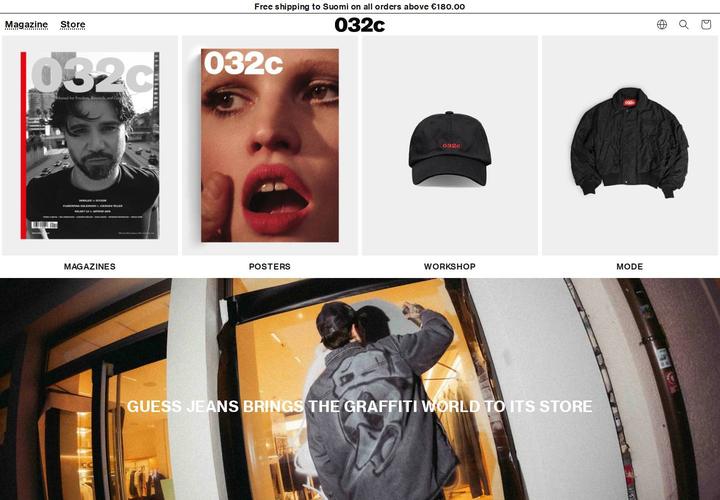 Free shipping to Suomi on all orders above €180.00
Magazine
Store
032c
032c
032c
032c
MAGAZINES
POSTERS
WORKSHOP
MODE
GUESS JEANS BRINGS THE GRAFFITI WORLD TO ITS STORE